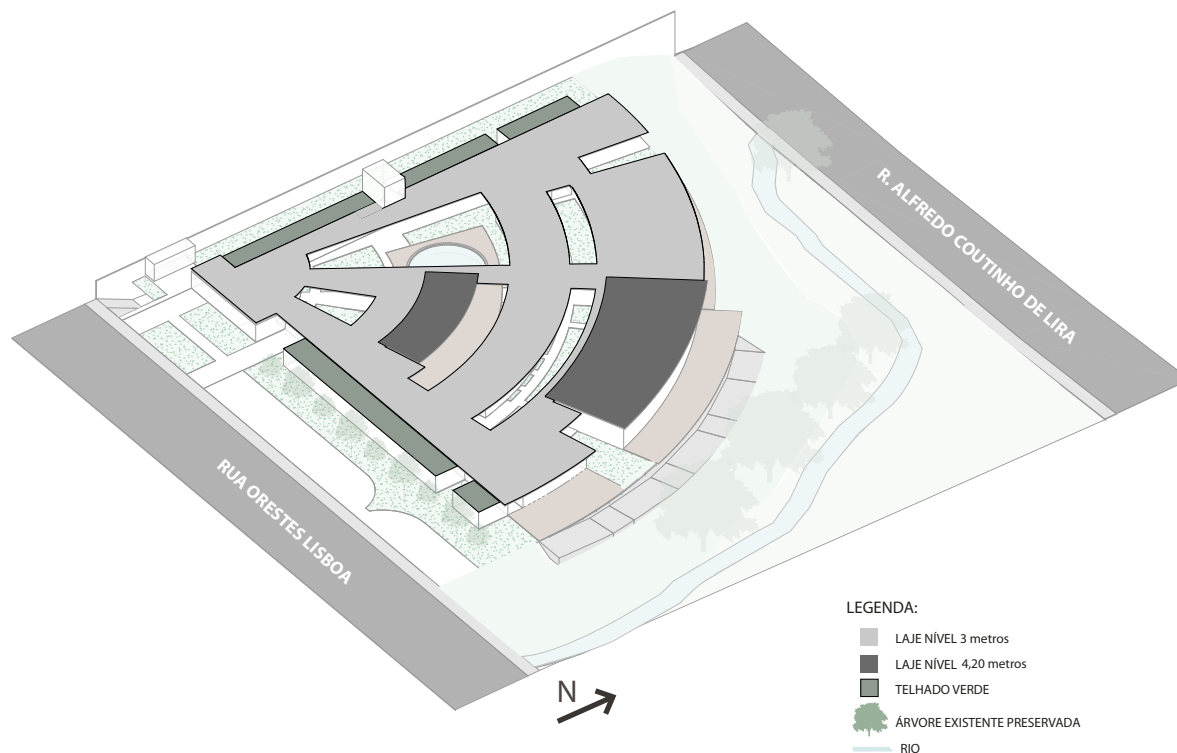 R. ALFREDO COUTINHO DE LIRA
RUA ORESTES LISBOA
N
LEGENDA:
LAJE NÍVEL 3 metros
LAJE NÍVEL 4,20 metros
TELHADO VERDE
ÁRVORE EXISTENTE PRESERVADA
RIO